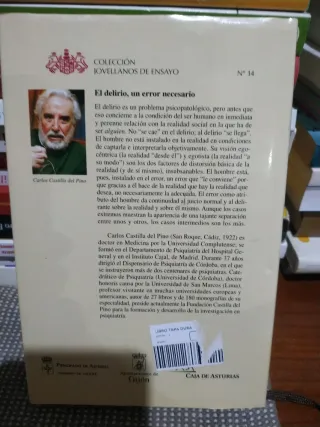 COLECCIÓN
JOVELLANOS DE ENSAYO
Nº 14
El delirio, un error necesario
El delirio es un problema psicopatológico, pero antes que
eso concierne a la condición del ser humano en inmediata
y perenne relación con la realidad social en la que ha de
ser alguien. No "se cae" en el delirio; al delirio "se llega".
El hombre no está instalado en la realidad en condiciones
de captarla e interpretarla objetivamente. Su visión ego-
céntrica (la realidad "desde él") y egotista (la realidad "a
su modo") son los dos factores de distorsión básica de la
realidad (y de sí mismo), insubsanables. El hombre está,
pues, instalado en el error, un error que "le conviene" por-
que gracias a él hace de la realidad que hay la realidad que
desea, no necesariamente la adecuada. El error como atri-
buto del hombre da continuidad al juicio normal y al deli-
rante sobre la realidad y sobre sí mismo. Aunque los casos
extremos muestran la apariencia de una tajante separación
entre unos y otros, los casos intermedios son los más.
Carlos Castilla del Pino
Carlos Castilla del Pino (San Roque, Cádiz, 1922) es
doctor en Medicina por la Universidad Complutense; se
formó en el Departamento de Psiquiatría del Hospital Ge-
neral y en el Instituto Cajal, de Madrid. Durante 37 años
dirigió el Dispensario de Psiquiatría de Córdoba, en el que
se instruyeron más de dos centenares de psiquiatras. Cate-
drático de Psiquiatría (Universidad de Córdoba), doctor
honoris causa por la Universidad de San Marcos (Lima),
profesor visitante en muchas universidades europeas y
americanas, autor de 27 libros y de 180 monografías de su
especialidad, preside actualmente la Fundación Castilla del
Pino para la formación y desarrollo de la investigación en
psiquiatría.
Gijón
CAJA DE ASTURIAS